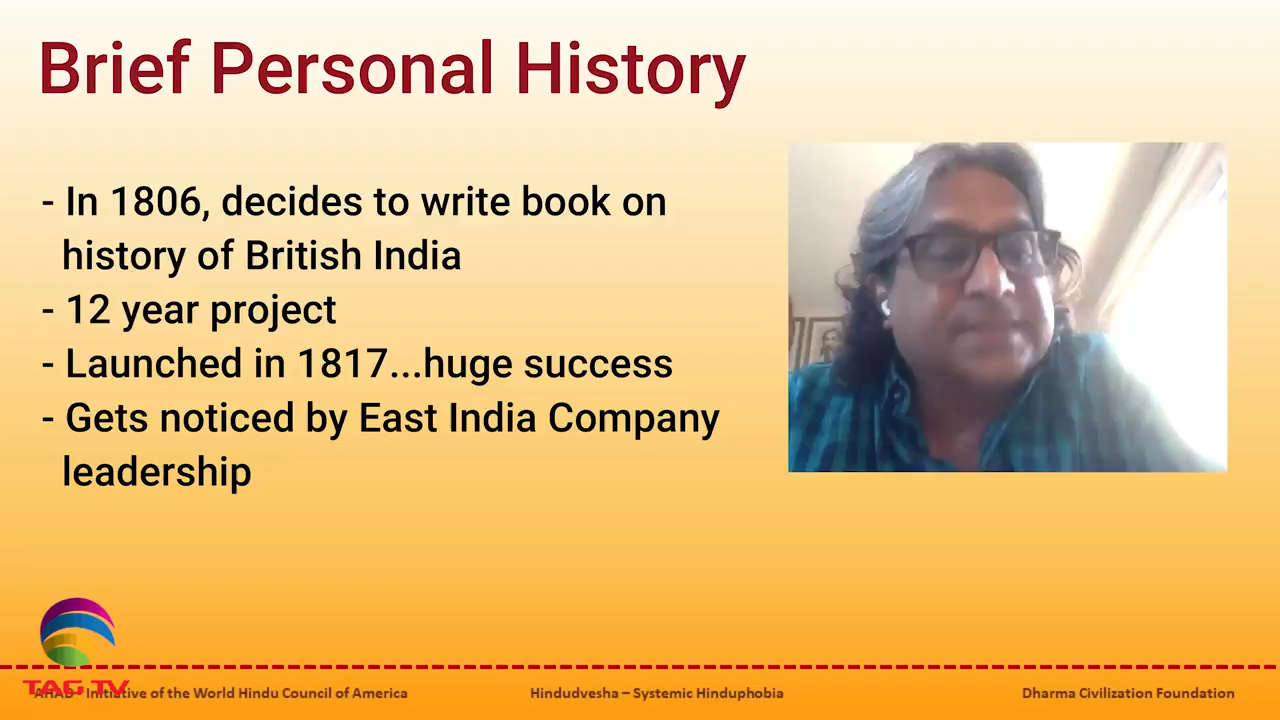 Brief Personal History
- In 1806, decides to write book on
history of British India
- 12 year project
- Launched in 1817...huge success
- Gets noticed by East India Company
leadership
TAG TV
AHAD - Initiative of the World Hindu Council of America
Hindudvesha – Systemic Hinduphobia
Dharma Civilization Foundation